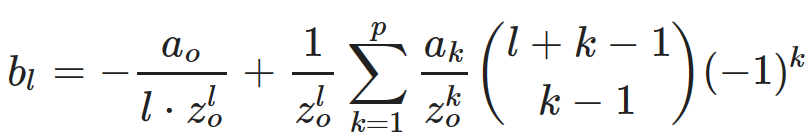 b_l = -\frac{a_o}{l \cdot z_o^l} + \frac{1}{z_o^l} \sum_{k=1}^{p} \frac{a_k}{z_o^k} \binom{l+k-1}{k-1} (-1)^k